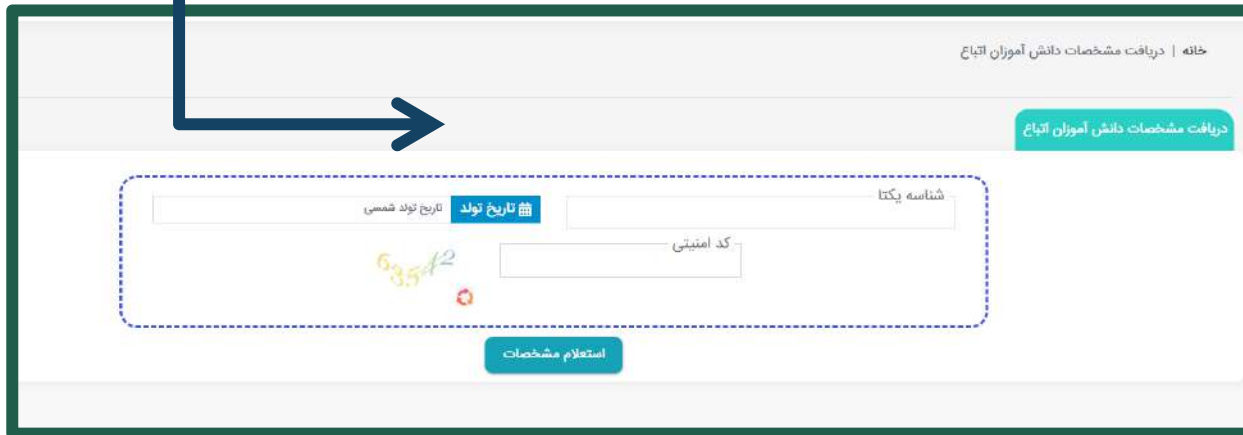 خانه | دریافت مشخصات دانش آموزان اتباع
دریافت مشخصات دانش آموزان اتباع
شناسه یکتا
تاریخ تولد تاریخ تولد شمسی
کد امنیتی
63542
استعلام مشخصات